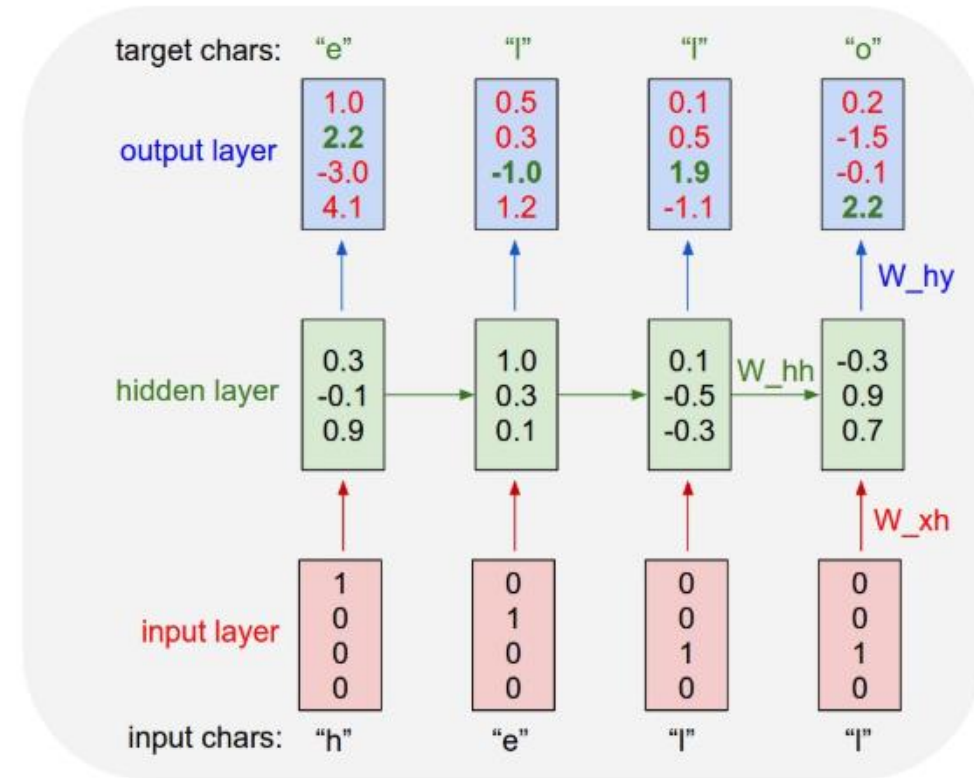 target chars: “e” “l” “l” “o”
1.0 0.5 0.1 0.2
2.2 0.3 0.5 -1.5
output layer
-3.0 -1.0 1.9 -0.1
4.1 1.2 -1.1 2.2
W_hy
0.3 1.0 0.1 -0.3
W_hh
hidden layer -0.1 0.3 -0.5 0.9
0.9 0.1 -0.3 0.7
W_xh
1 0 0 0
0 1 0 0
input layer
0 0 1 1
0 0 0 0
input chars: “h” “e” “l” “l”